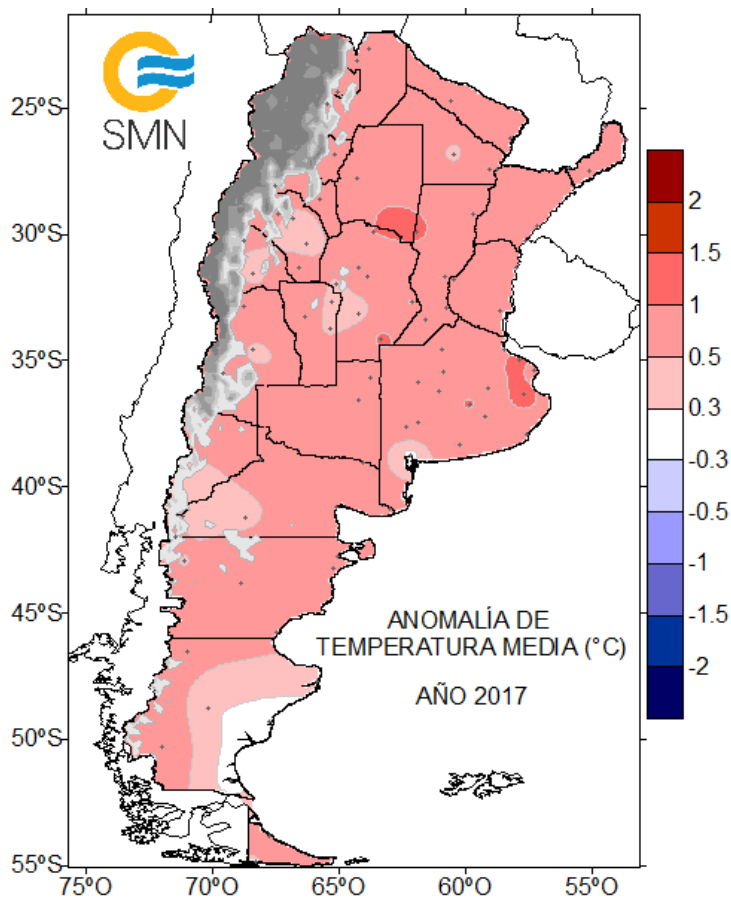 SMN
25ºS
30ºS
35ºS
40ºS
45ºS
50ºS
55ºS
75ºO
70ºO
65ºO
60ºO
55ºO
2
1.5
1
0.5
0.3
-0.3
-0.5
-1
-1.5
-2
ANOMALÍA DE
TEMPERATURA MEDIA (°C)
AÑO 2017